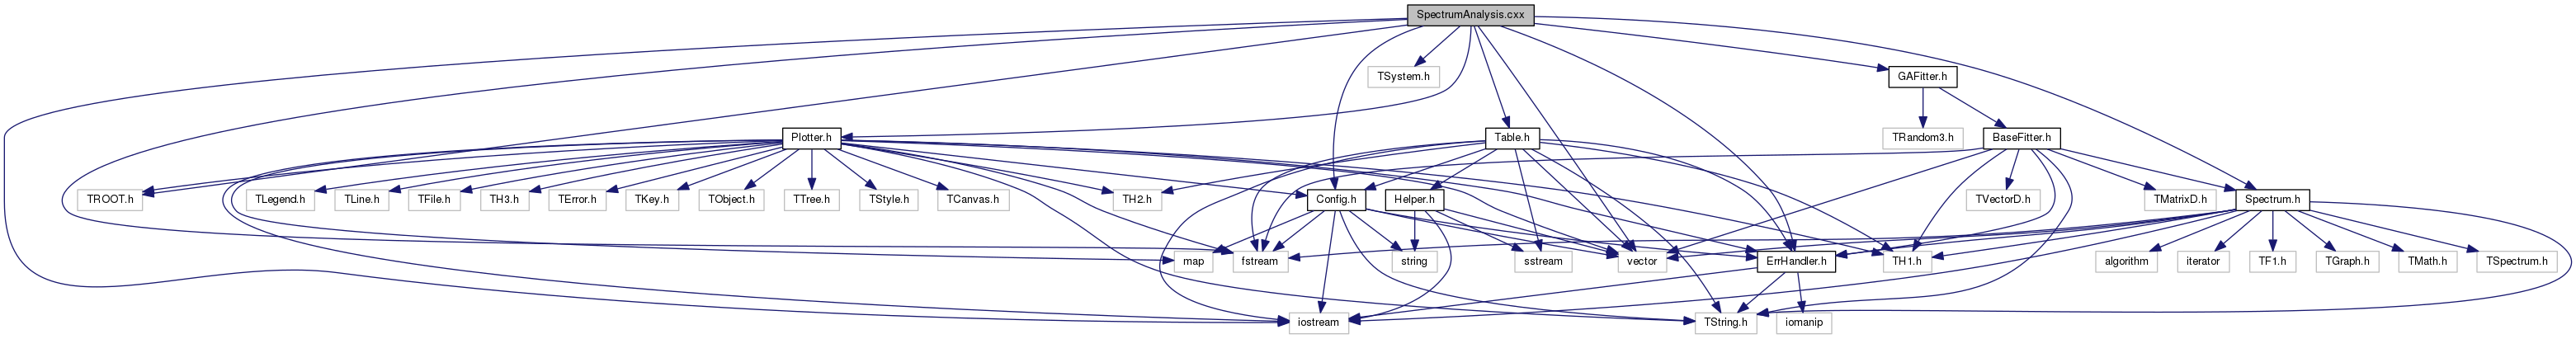 SpectrumAnalysis.cxx
TSystem.h
GAFitter.h
Plotter.h
Table.h
TRandom3.h
BaseFitter.h
TROOT.h
TLegend.h
TLine.h
TFile.h
TH3.h
TError.h
TKey.h
TObject.h
TTree.h
TStyle.h
TCanvas.h
TH2.h
Config.h
Helper.h
TVectorD.h
TMatrixD.h
Spectrum.h
map
fstream
string
sstream
vector
ErrHandler.h
TH1.h
algorithm
iterator
TF1.h
TGraph.h
TMath.h
TSpectrum.h
iostream
TString.h
iomanip